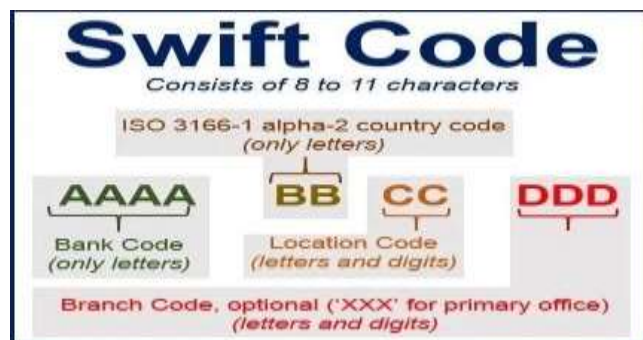 Swift Code
Consists of 8 to 11 characters
ISO 3166-1 alpha-2 country code
(only letters)
AAAA BB CC DDD
Bank Code Location Code
(only letters) (letters and digits)
Branch Code, optional ('XXX' for primary office)
(letters and digits)